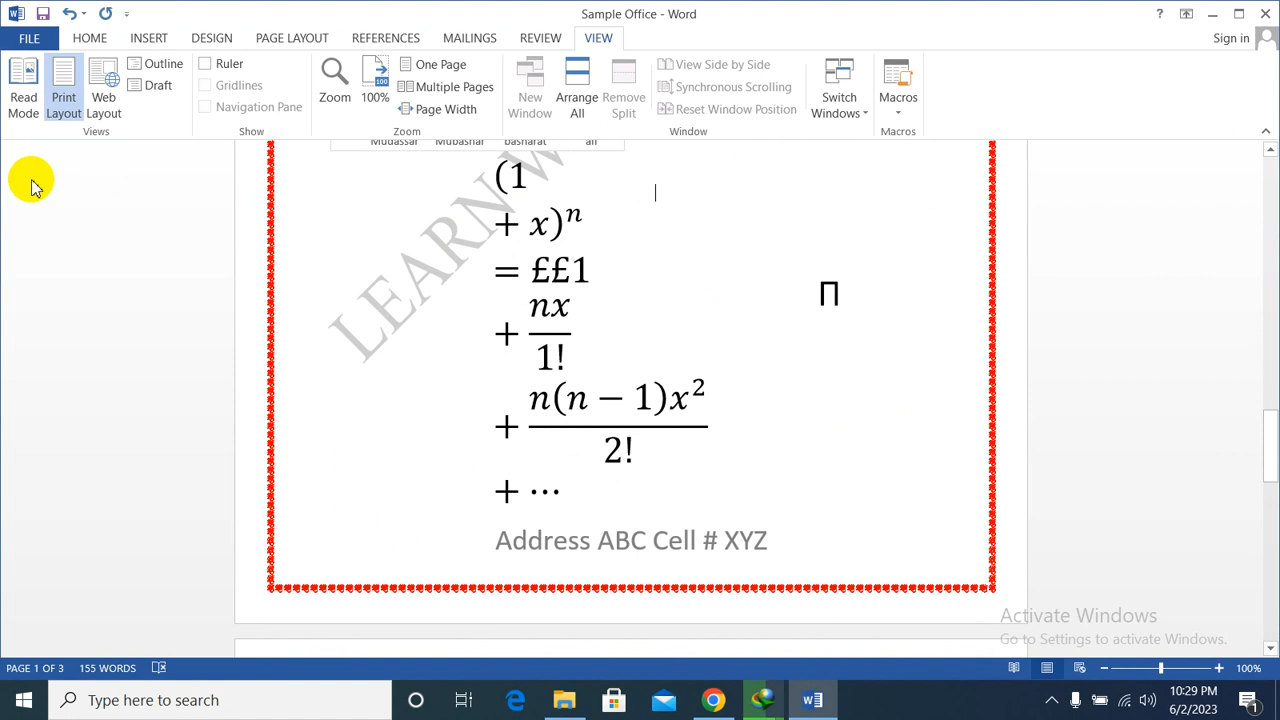 Sample Office - Word
Sign in
FILE HOME INSERT DESIGN PAGE LAYOUT REFERENCES MAILINGS REVIEW VIEW
Read Mode
Print Layout
Web Layout
Outline
Draft
Views
Ruler
Gridlines
Navigation Pane
Show
Zoom
100%
One Page
Multiple Pages
Page Width
Zoom
New Window
Arrange All
Remove Split
View Side by Side
Synchronous Scrolling
Reset Window Position
Window
Switch Windows
Macros
Macros
Mudassar Mubashar basharat ali
LEARN W
(1
+ x)ⁿ
= ££1
+ nx/1!
+ n(n − 1)x²/2!
+ ⋯
Π
Address ABC Cell # XYZ
Activate Windows
Go to Settings to activate Windows.
PAGE 1 OF 3 155 WORDS 100%
Type here to search
10:29 PM
6/2/2023